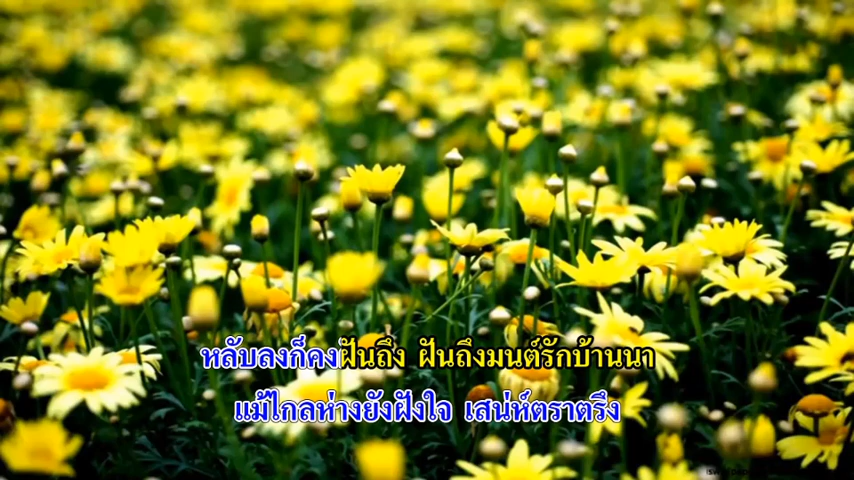 หลับลงก็คงฝันถึง ฝันถึงมนต์รักบ้านนา
แม้ไกลห่างยังฝังใจ เสน่ห์ตราตรึง